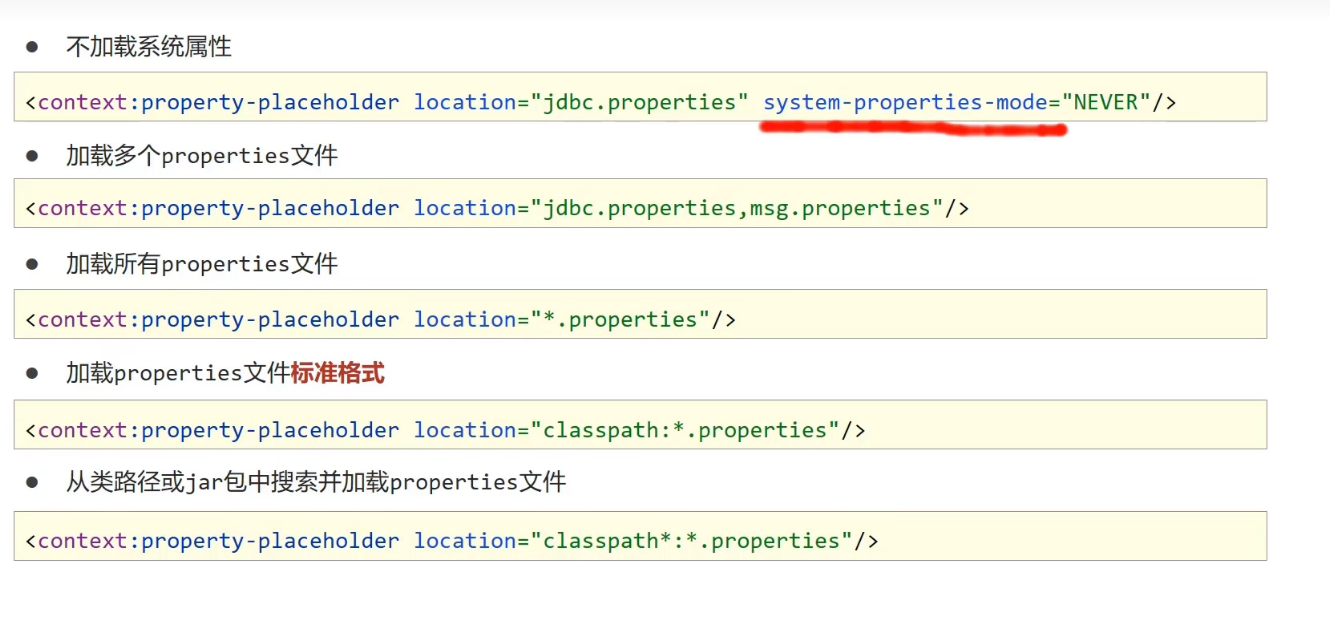 ● 不加载系统属性
<context:property-placeholder location="jdbc.properties" system-properties-mode="NEVER"/>
● 加载多个properties文件
<context:property-placeholder location="jdbc.properties,msg.properties"/>
● 加载所有properties文件
<context:property-placeholder location="*.properties"/>
● 加载properties文件标准格式
<context:property-placeholder location="classpath:*.properties"/>
● 从类路径或jar包中搜索并加载properties文件
<context:property-placeholder location="classpath*:*.properties"/>